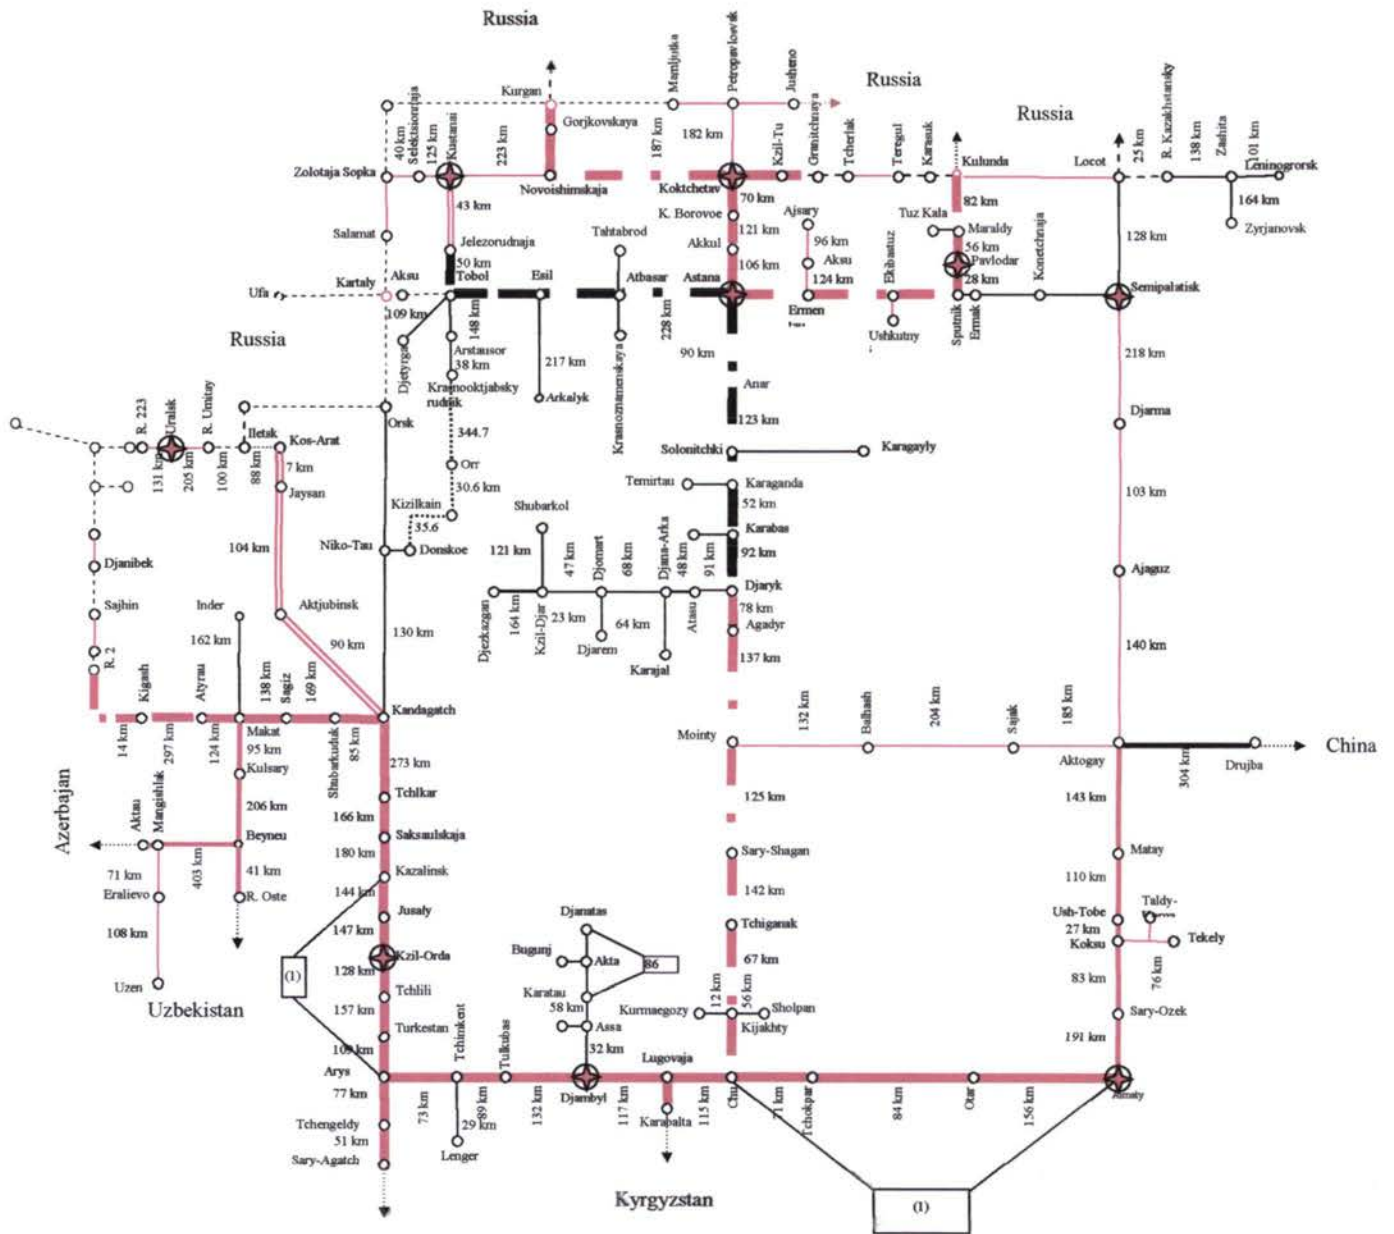 Russia
Kurgan
Gorjkovskaya
Mamljutka
Petropavlovsk
Jusheno
Russia
Russia
40 km
Selektsionnaja
125 km
Kustanai
223 km
187 km
182 km
Kzil-Tu
Granitchnaya
Tcherlak
Teregul
Karasuk
Kulunda
Locot
25 km
R. Kazakhstansky
138 km
Zashita
101 km
Leninogrorsk
Zolotaja Sopka
Novoishimskaja
Koktchetav
43 km
70 km
82 km
164 km
Ajsary
K. Borovoe
Tuz Kala
Maraldy
Zyrjanovsk
Salamat
Jelezorudnaja
Tahtabrod
121 km
96 km
56 km
128 km
50 km
Akkul
Aksu
Ekibastuz
Pavlodar
Konetchnaja
Kartaly
Aksu
Tobol
Esil
Atbasar
106 km
Astana
124 km
28 km
Semipalatisk
Ufa
109 km
148 km
228 km
Ermen
Ushkutny
Sputnik
Ermak
Russia
Djetyrga
Arstausor
38 km
Krasnooktjabsky
rudnik
217 km
Arkalyk
Krasnoznamenskaya
90 km
218 km
Anar
123 km
Djarma
R. 223
Uralsk
R. Umitay
Iletsk
Orsk
Kos-Arat
7 km
131 km
205 km
100 km
88 km
Jaysan
344.7
Orr
30.6 km
Solonitchki
Karagayly
Temirtau
Karaganda
52 km
103 km
Kizilkain
35.6
Shubarkol
Karabas
92 km
104 km
Niko-Tau
Donskoe
121 km
47 km
Djomart
68 km
Djana-Arka
48 km
91 km
Djanibek
Ajaguz
Sajhin
Inder
Aktjubinsk
Djezkazgan
164 km
Kzil-Djar
23 km
Djarem
64 km
Karajal
Atasu
Djaryk
78 km
Agadyr
R. 2
162 km
90 km
130 km
137 km
140 km
Kigash
Atyrau
138 km
Sagiz
169 km
Kandagatch
132 km
Balhash
204 km
Sajak
185 km
14 km
297 km
124 km
Makat
95 km
Shubarkuduk
85 km
273 km
Mointy
Aktogay
304 km
Drujba
China
Kulsary
Azerbajan
Aktau
Mangishlak
206 km
Tchlkar
166 km
125 km
143 km
Beyneu
Saksaulskaja
71 km
403 km
41 km
180 km
Kazalinsk
Sary-Shagan
Matay
Eralievo
R. Oste
144 km
142 km
110 km
Jusaly
Djanatas
Tchiganak
Ush-Tobe
Taldy-
108 km
147 km
27 km
Koksu
Tekely
Uzen
Uzbekistan
(1)
Kzil-Orda
128 km
Bugunj
Akta
86
67 km
83 km
76 km
Tchlili
Karatau
58 km
12 km
56 km
157 km
Kurmaegozy
Sholpan
Sary-Ozek
Turkestan
Assa
Kijakhty
109 km
Tchimkent
Tulkubas
32 km
Lugovaja
191 km
Arys
77 km
73 km
89 km
132 km
Djambyl
117 km
115 km
Chu
71 km
Tchokpar
84 km
Otar
156 km
Almaty
Karabalta
Tchengeldy
51 km
29 km
Lenger
Sary-Agatch
Kyrgyzstan
(1)